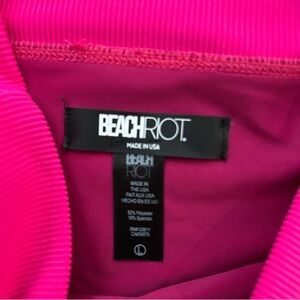 BEACHRIOT.
MADE IN USA
BEACH
RIOT
MADE IN
THE USA
FAIT AUX USA
HECHO EN EE.UU
82% Polyester
18% Spandex
L